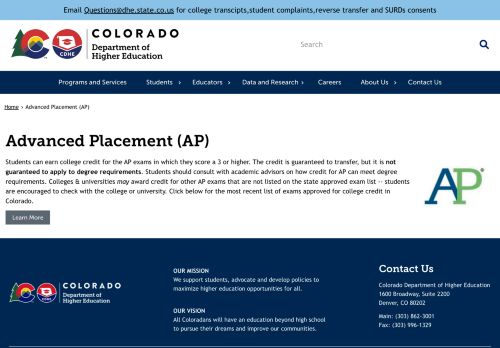 Email Questions@dhe.state.co.us for college transcipts,student complaints,reverse transfer and SURDs consents
COLORADO
Department of
Higher Education
CO
CDHE
Search
Programs and Services
Students
Educators
Data and Research
Careers
About Us
Contact Us
Home > Advanced Placement (AP)
Advanced Placement (AP)
Students can earn college credit for the AP exams in which they score a 3 or higher. The credit is guaranteed to transfer, but it is not
guaranteed to apply to degree requirements. Students should consult with academic advisors on how credit for AP can meet degree
requirements. Colleges & universities may award credit for other AP exams that are not listed on the state approved exam list -- students
are encouraged to check with the college or university. Click below for the most recent list of exams approved for college credit in
Colorado.
AP®
Learn More
COLORADO
Department of
Higher Education
CO
CDHE
OUR MISSION
We support students, advocate and develop policies to
maximize higher education opportunities for all.
OUR VISION
All Coloradans will have an education beyond high school
to pursue their dreams and improve our communities.
Contact Us
Colorado Department of Higher Education
1600 Broadway, Suite 2200
Denver, CO 80202
Main: (303) 862-3001
Fax: (303) 996-1329